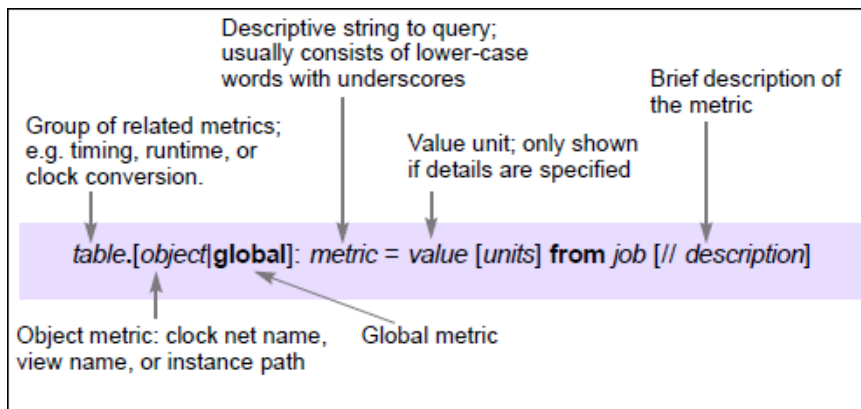 Descriptive string to query;
usually consists of lower-case
words with underscores
Brief description of
the metric
Group of related metrics;
e.g. timing, runtime, or
clock conversion.
Value unit; only shown
if details are specified
table.[object|global]: metric = value [units] from job [// description]
Object metric: clock net name,
view name, or instance path
Global metric